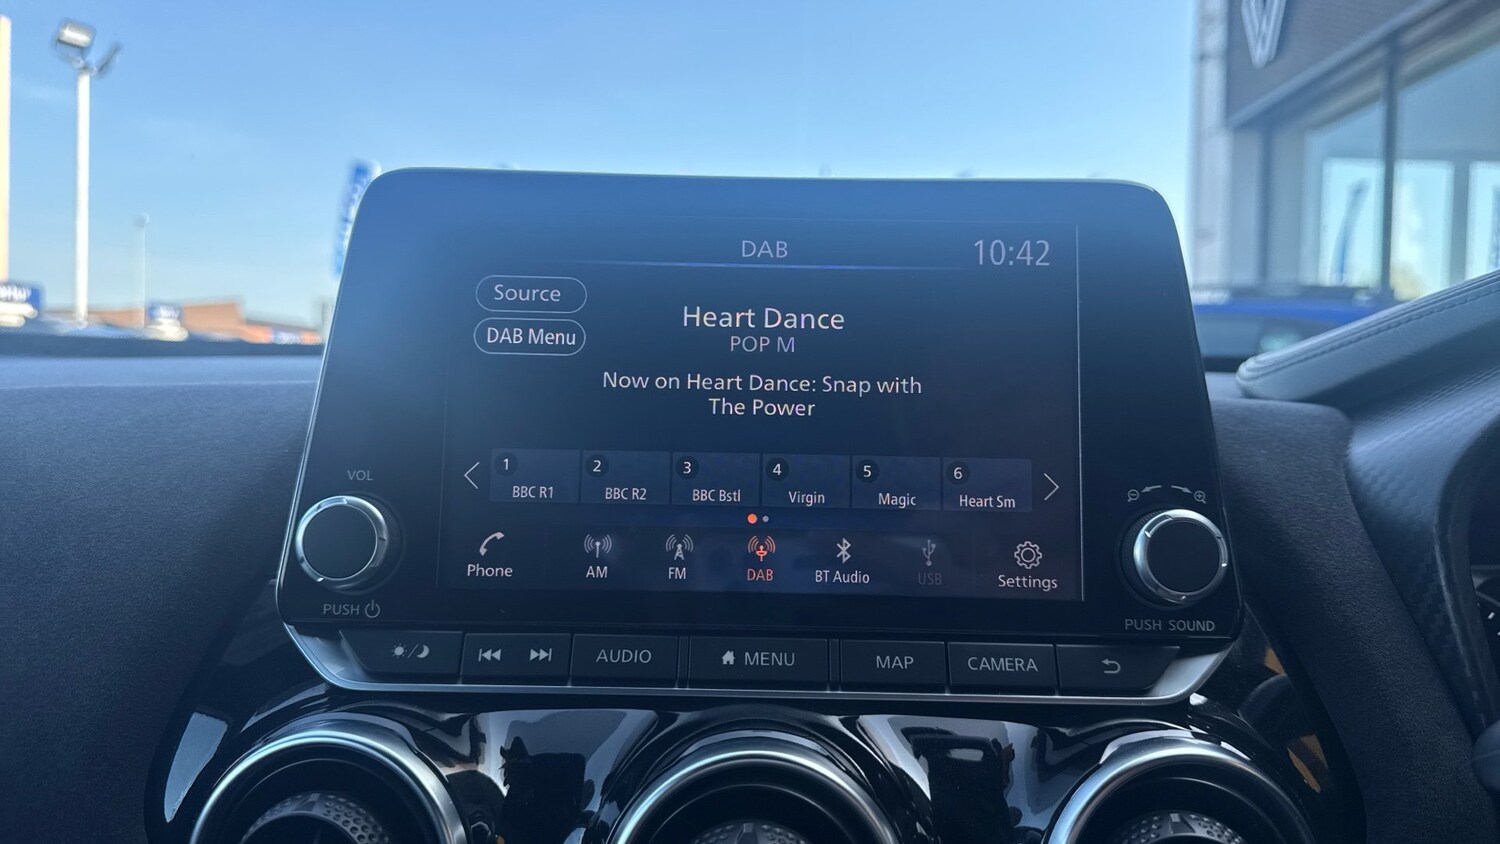 DAB
10:42
Source
Heart Dance
DAB Menu
POP M
Now on Heart Dance: Snap with
The Power
1
2
3
4
5
6
BBC R1
BBC R2
BBC Bstl
Virgin
Magic
Heart Sm
VOL
Phone
AM
FM
DAB
BT Audio
USB
Settings
PUSH
PUSH SOUND
AUDIO
MENU
MAP
CAMERA